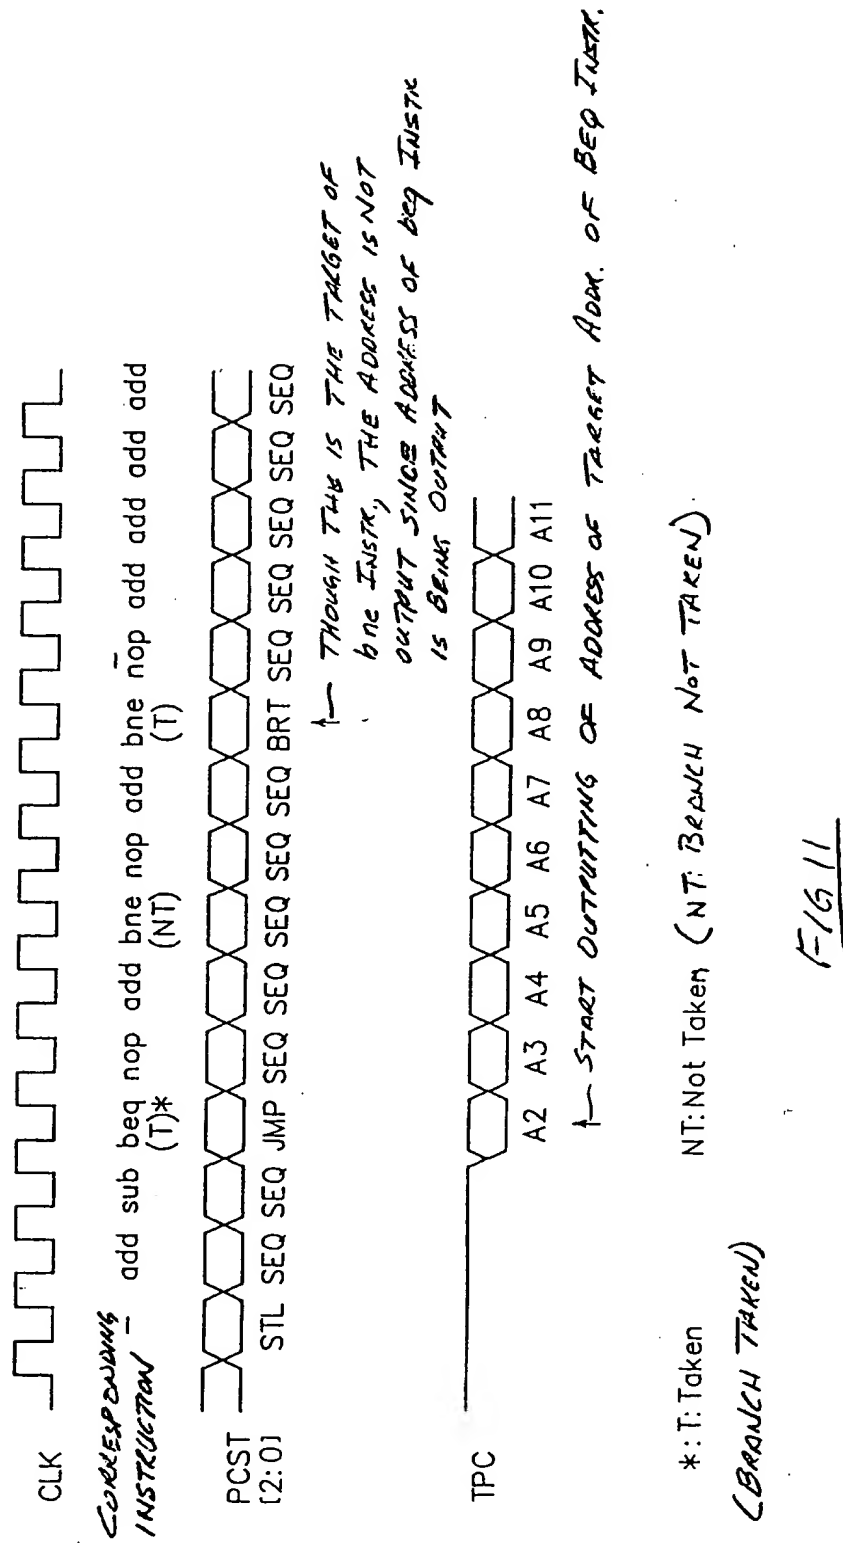 CLK
CORRESPONDING
INSTRUCTION — add sub beq nop add bne nop add bne nop add add add add
(T)* (NT) (T)
PCST
[2:0]
STL SEQ SEQ JMP SEQ SEQ SEQ SEQ SEQ BRT SEQ SEQ SEQ SEQ SEQ
THOUGH THIS IS THE TARGET OF
bne INSTR., THE ADDRESS IS NOT
OUTPUT SINCE ADDRESS OF beq INSTR
IS BEING OUTPUT
TPC
A2 A3 A4 A5 A6 A7 A8 A9 A10 A11
START OUTPUTTING OF ADDRESS OF TARGET ADDR. OF BEQ INSTR.
*: T: Taken NT: Not Taken (NT: BRANCH NOT TAKEN)
(BRANCH TAKEN)
FIG 11